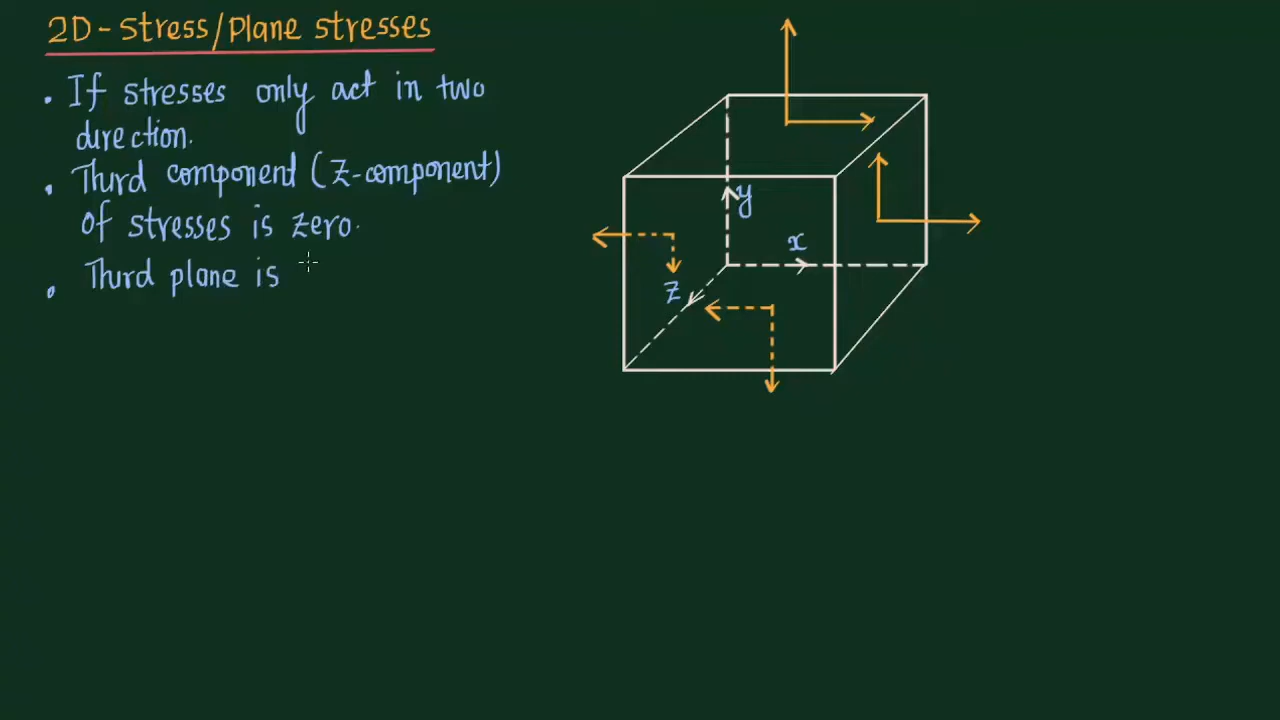 2D-Stress/Plane stresses
. If stresses only act in two
direction.
. Third component (Z-component)
of stresses is zero.
. Third plane is
y
x
z